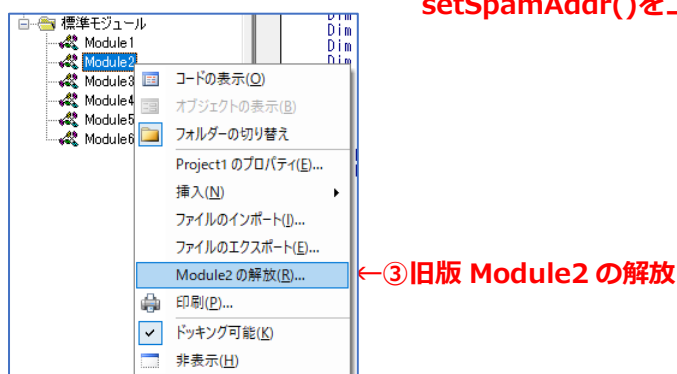 setSpamAddr()を
標準モジュール
Module1
Module2
Module3
Module4
Module5
Module6
Dim
Dim
Dim
Dim
コードの表示(O)
オブジェクトの表示(B)
フォルダーの切り替え
Project1 のプロパティ(E)...
挿入(N)
ファイルのインポート(I)...
ファイルのエクスポート(E)...
Module2 の解放(R)...
←③旧版 Module2 の解放
印刷(P)...
ドッキング可能(K)
非表示(H)